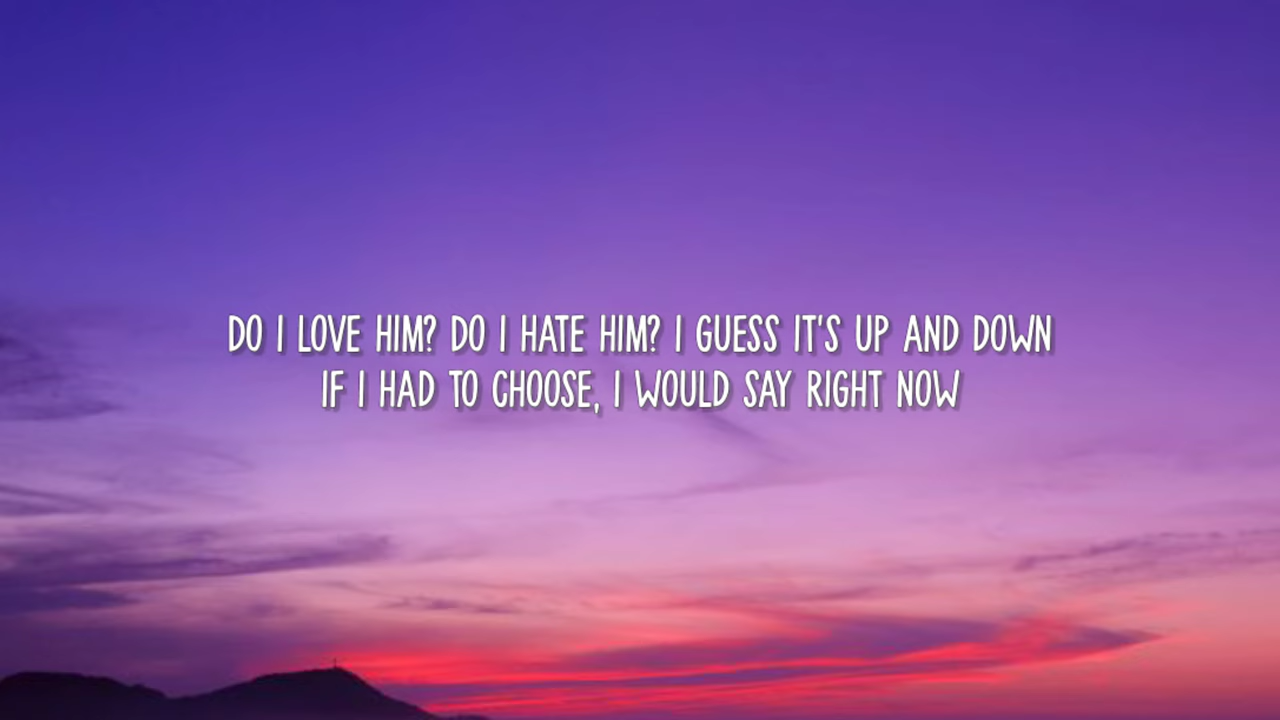 DO I LOVE HIM? DO I HATE HIM? I GUESS IT'S UP AND DOWN
IF I HAD TO CHOOSE, I WOULD SAY RIGHT NOW